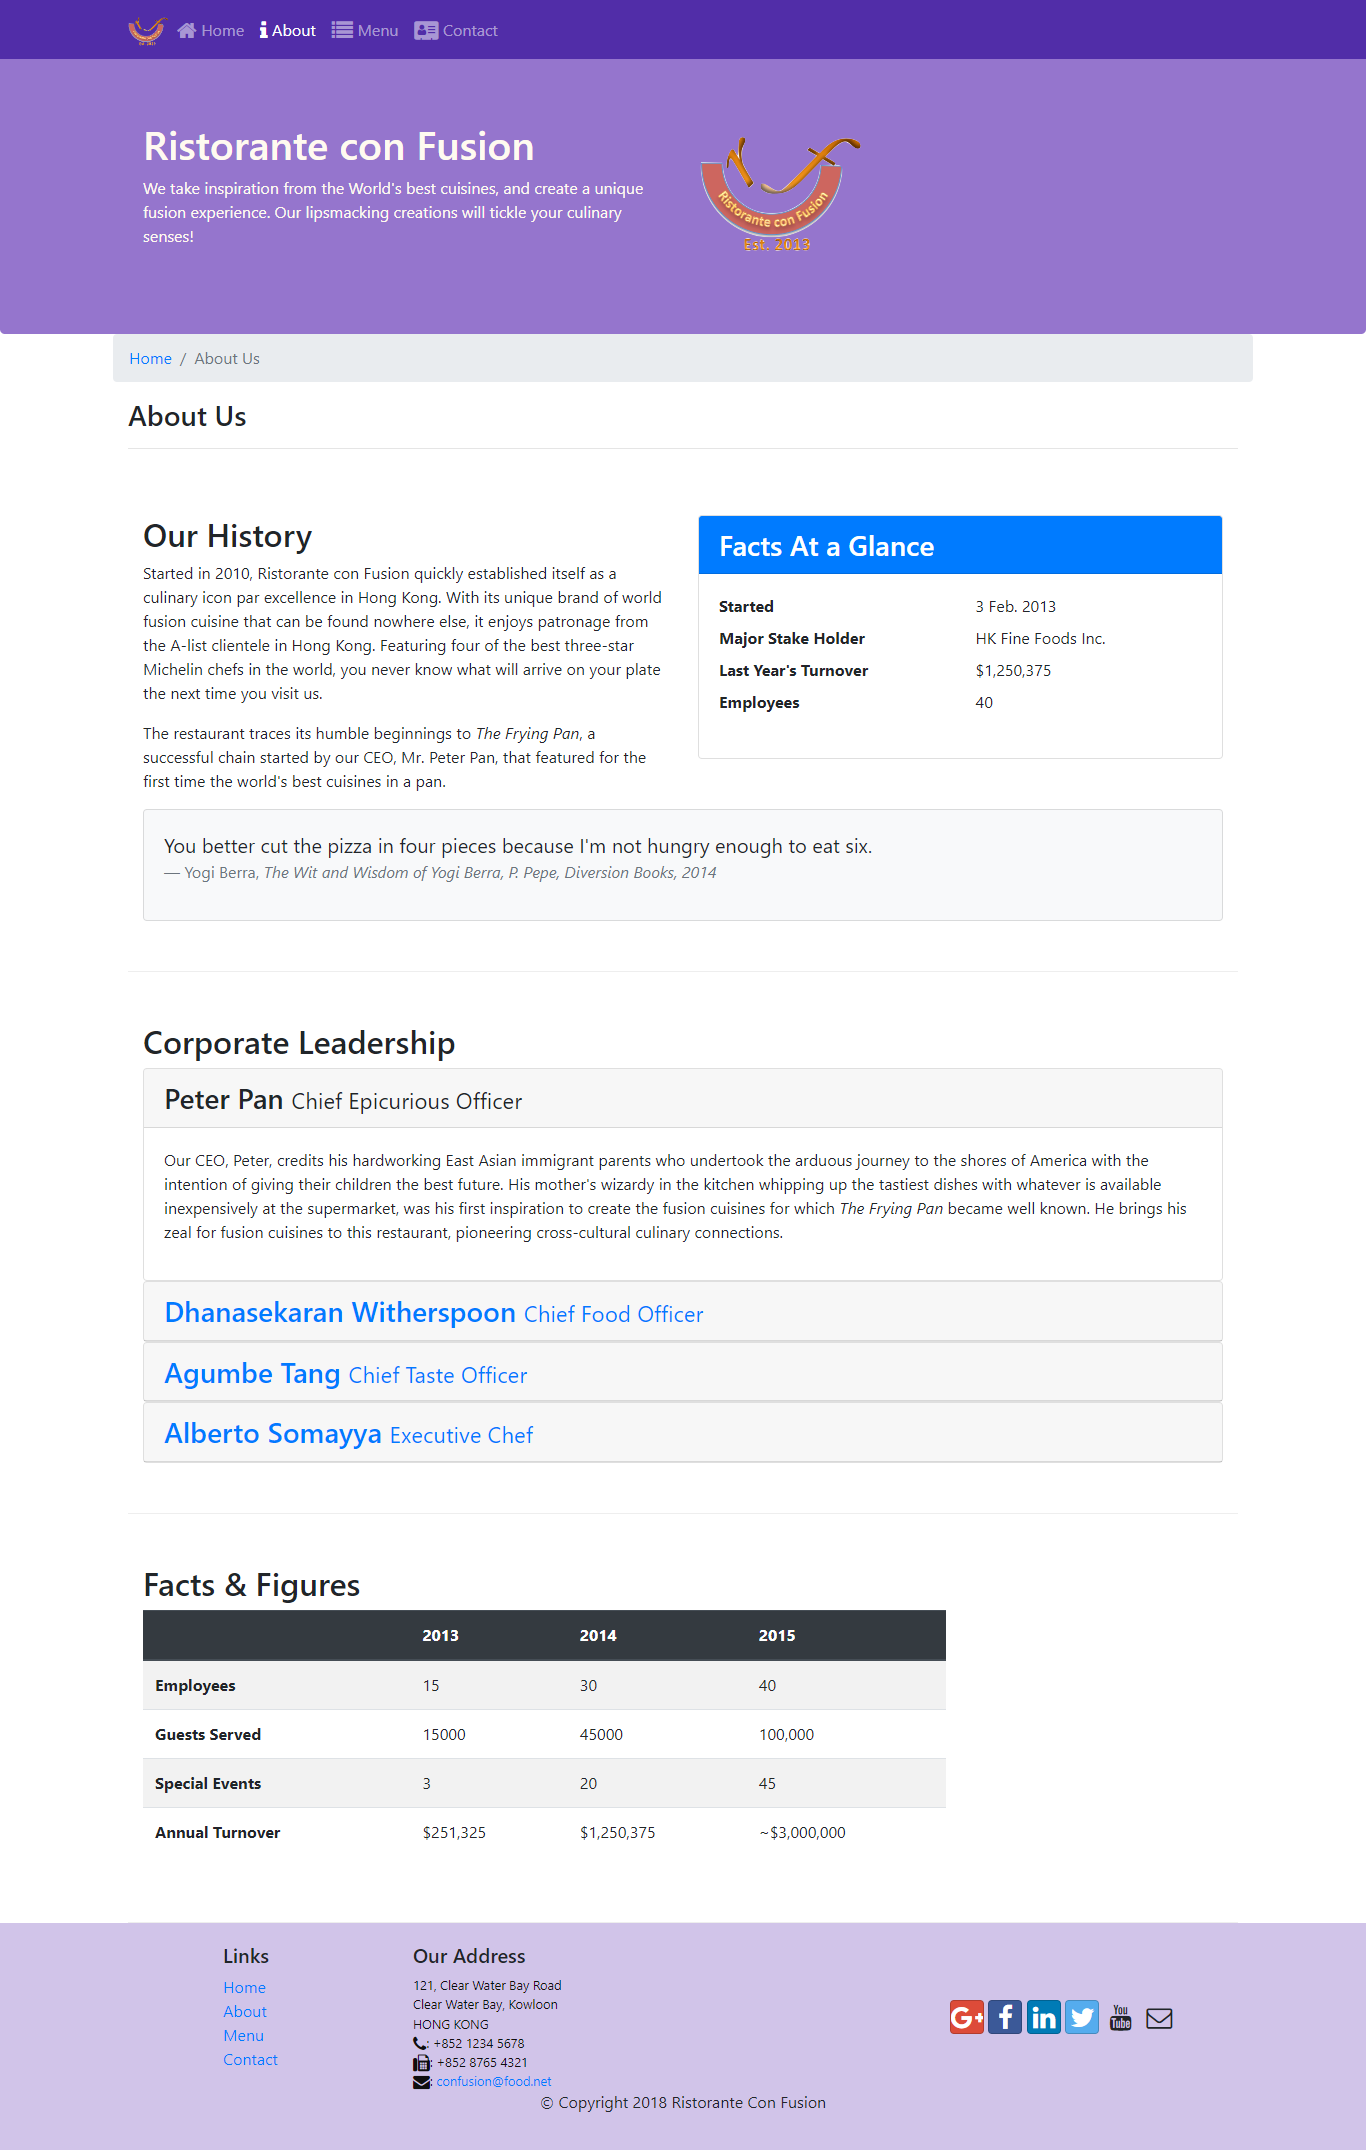 Home About Menu Contact
Ristorante con Fusion
We take inspiration from the World's best cuisines, and create a unique
fusion experience. Our lipsmacking creations will tickle your culinary
senses!
Ristorante con Fusion
Est. 2013
Home / About Us
About Us
Our History
Started in 2010, Ristorante con Fusion quickly established itself as a
culinary icon par excellence in Hong Kong. With its unique brand of world
fusion cuisine that can be found nowhere else, it enjoys patronage from
the A-list clientele in Hong Kong. Featuring four of the best three-star
Michelin chefs in the world, you never know what will arrive on your plate
the next time you visit us.
The restaurant traces its humble beginnings to The Frying Pan, a
successful chain started by our CEO, Mr. Peter Pan, that featured for the
first time the world's best cuisines in a pan.
Facts At a Glance
Started 3 Feb. 2013
Major Stake Holder HK Fine Foods Inc.
Last Year's Turnover $1,250,375
Employees 40
You better cut the pizza in four pieces because I'm not hungry enough to eat six.
— Yogi Berra, The Wit and Wisdom of Yogi Berra, P. Pepe, Diversion Books, 2014
Corporate Leadership
Peter Pan Chief Epicurious Officer
Our CEO, Peter, credits his hardworking East Asian immigrant parents who undertook the arduous journey to the shores of America with the
intention of giving their children the best future. His mother's wizardy in the kitchen whipping up the tastiest dishes with whatever is available
inexpensively at the supermarket, was his first inspiration to create the fusion cuisines for which The Frying Pan became well known. He brings his
zeal for fusion cuisines to this restaurant, pioneering cross-cultural culinary connections.
Dhanasekaran Witherspoon Chief Food Officer
Agumbe Tang Chief Taste Officer
Alberto Somayya Executive Chef
Facts & Figures
2013 2014 2015
Employees 15 30 40
Guests Served 15000 45000 100,000
Special Events 3 20 45
Annual Turnover $251,325 $1,250,375 ~$3,000,000
Links
Home
About
Menu
Contact
Our Address
121, Clear Water Bay Road
Clear Water Bay, Kowloon
HONG KONG
: +852 1234 5678
: +852 8765 4321
: confusion@food.net
G+ f in You Tube
© Copyright 2018 Ristorante Con Fusion